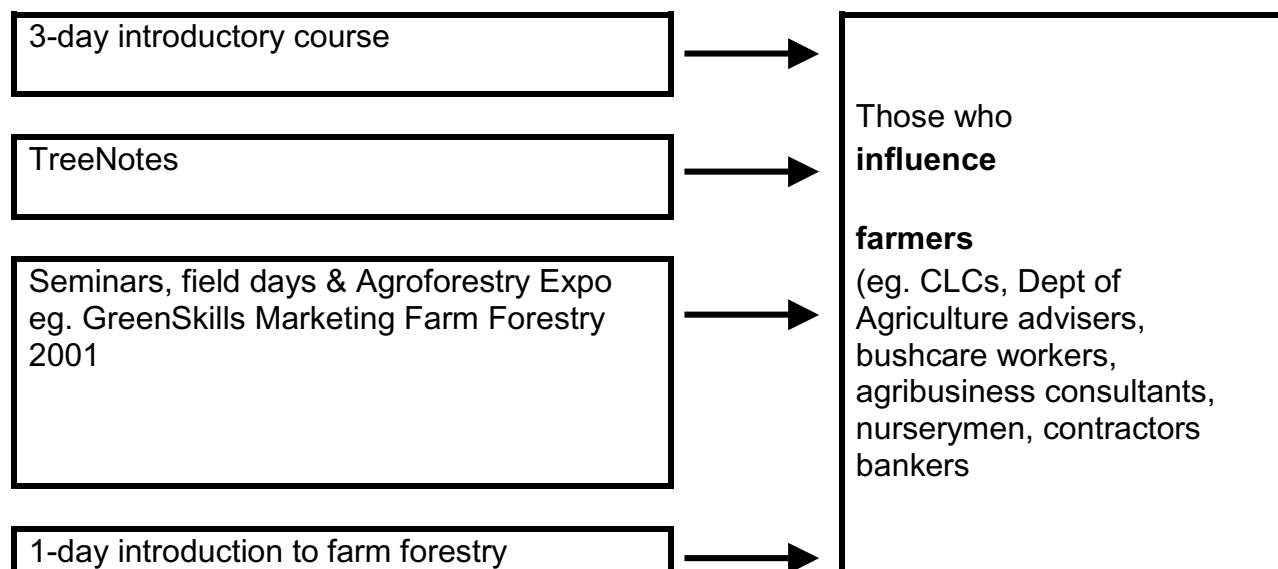 3-day introductory course
TreeNotes
Seminars, field days & Agroforestry Expo
eg. GreenSkills Marketing Farm Forestry
2001
1-day introduction to farm forestry
Those who
influence
farmers
(eg. CLCs, Dept of
Agriculture advisers,
bushcare workers,
agribusiness consultants,
nurserymen, contractors
bankers